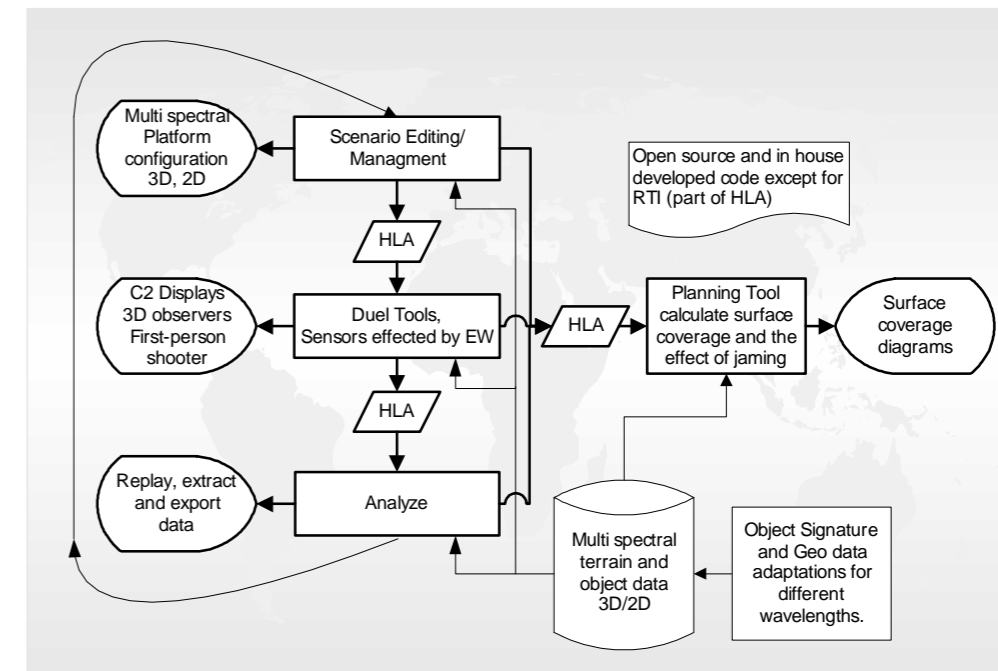 Multi spectral
Platform
configuration
3D, 2D
Scenario Editing/
Managment
Open source and in house
developed code except for
RTI (part of HLA)
HLA
C2 Displays
3D observers
First-person
shooter
Duel Tools,
Sensors effected by EW
HLA
Planning Tool
calculate surface
coverage and the
effect of jaming
Surface
coverage
diagrams
HLA
Replay, extract
and export
data
Analyze
Multi spectral
terrain and
object data
3D/2D
Object Signature
and Geo data
adaptations for
different
wavelengths.